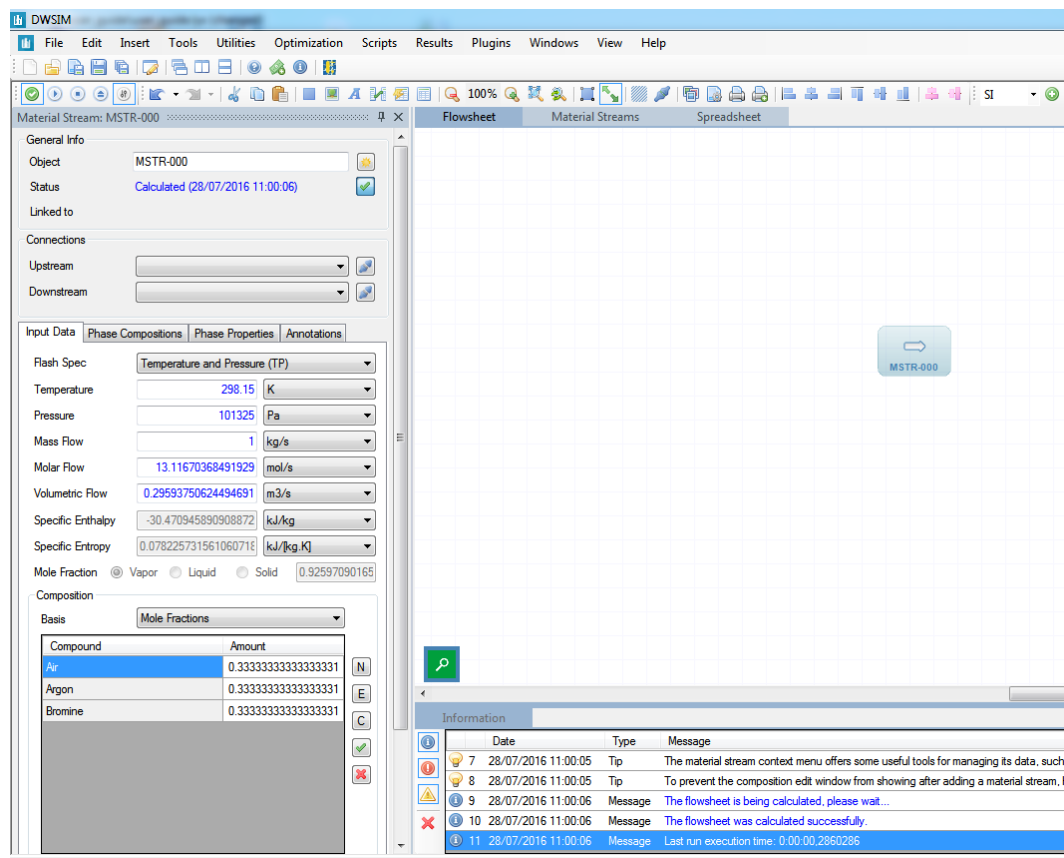 DWSIM
File Edit Insert Tools Utilities Optimization Scripts Results Plugins Windows View Help
100% SI
Material Stream: MSTR-000
Flowsheet Material Streams Spreadsheet
General Info
Object MSTR-000
Status Calculated (28/07/2016 11:00:06)
Linked to
Connections
Upstream
Downstream
Input Data Phase Compositions Phase Properties Annotations
Flash Spec Temperature and Pressure (TP)
Temperature 298.15 K
Pressure 101325 Pa
Mass Flow 1 kg/s
Molar Flow 13.11670368491929 mol/s
Volumetric Flow 0.29593750624494691 m3/s
Specific Enthalpy -30.470945890908872 kJ/kg
Specific Entropy 0.078225731561060718 kJ/[kg.K]
Mole Fraction Vapor Liquid Solid 0.92597090165
Composition
Basis Mole Fractions
Compound Amount
Air 0.33333333333333331 N
Argon 0.33333333333333331 E
Bromine 0.33333333333333331 C
MSTR-000
Information
Date Type Message
7 28/07/2016 11:00:05 Tip The material stream context menu offers some useful tools for managing its data, such
8 28/07/2016 11:00:05 Tip To prevent the composition edit window from showing after adding a material stream,
9 28/07/2016 11:00:06 Message The flowsheet is being calculated, please wait...
10 28/07/2016 11:00:06 Message The flowsheet was calculated successfully.
11 28/07/2016 11:00:06 Message Last run execution time: 0:00:00,2860286